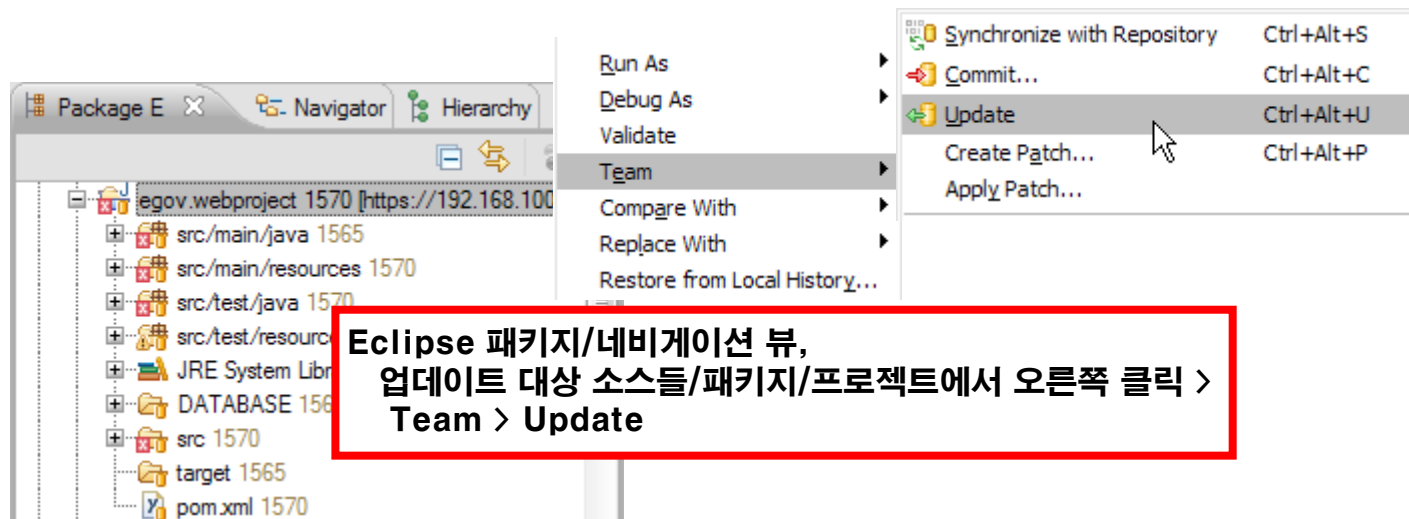 Package E
Navigator
Hierarchy
egov.webproject 1570 [https://192.168.100
src/main/java 1565
src/main/resources 1570
src/test/java 1570
src/test/resourc
JRE System Libr
DATABASE 156
src 1570
target 1565
pom.xml 1570
Run As
Debug As
Validate
Team
Compare With
Replace With
Restore from Local History...
Synchronize with Repository Ctrl+Alt+S
Commit... Ctrl+Alt+C
Update Ctrl+Alt+U
Create Patch... Ctrl+Alt+P
Apply Patch...
Eclipse 패키지/네비게이션 뷰,
업데이트 대상 소스들/패키지/프로젝트에서 오른쪽 클릭 >
Team > Update